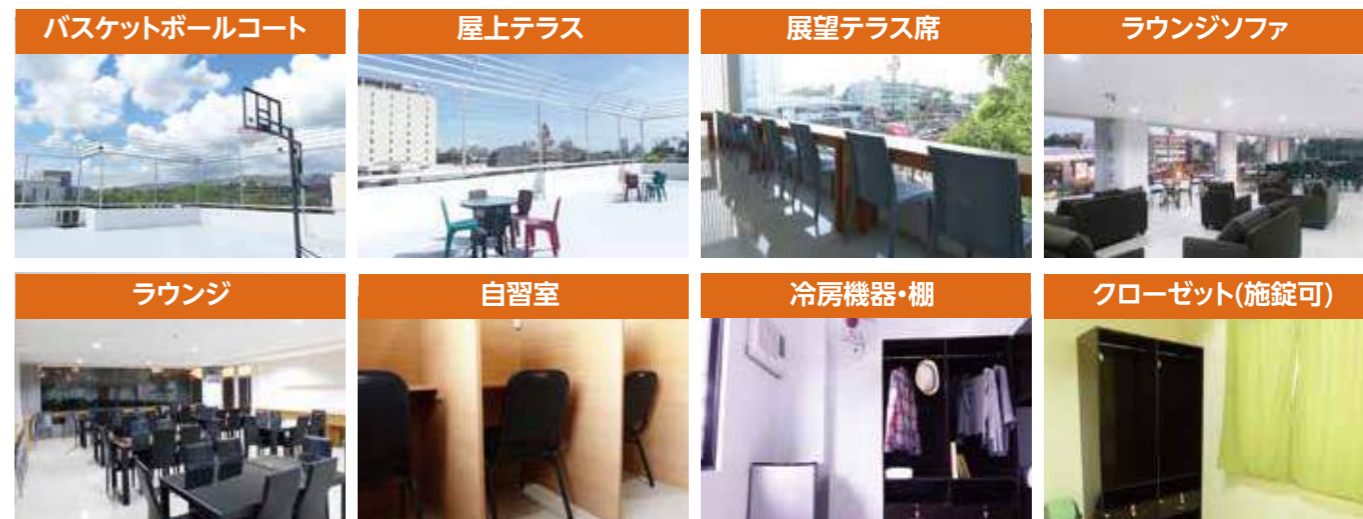 バスケットボールコート
屋上テラス
展望テラス席
ラウンジソファ
ラウンジ
自習室
冷房機器・棚
クローゼット(施錠可)